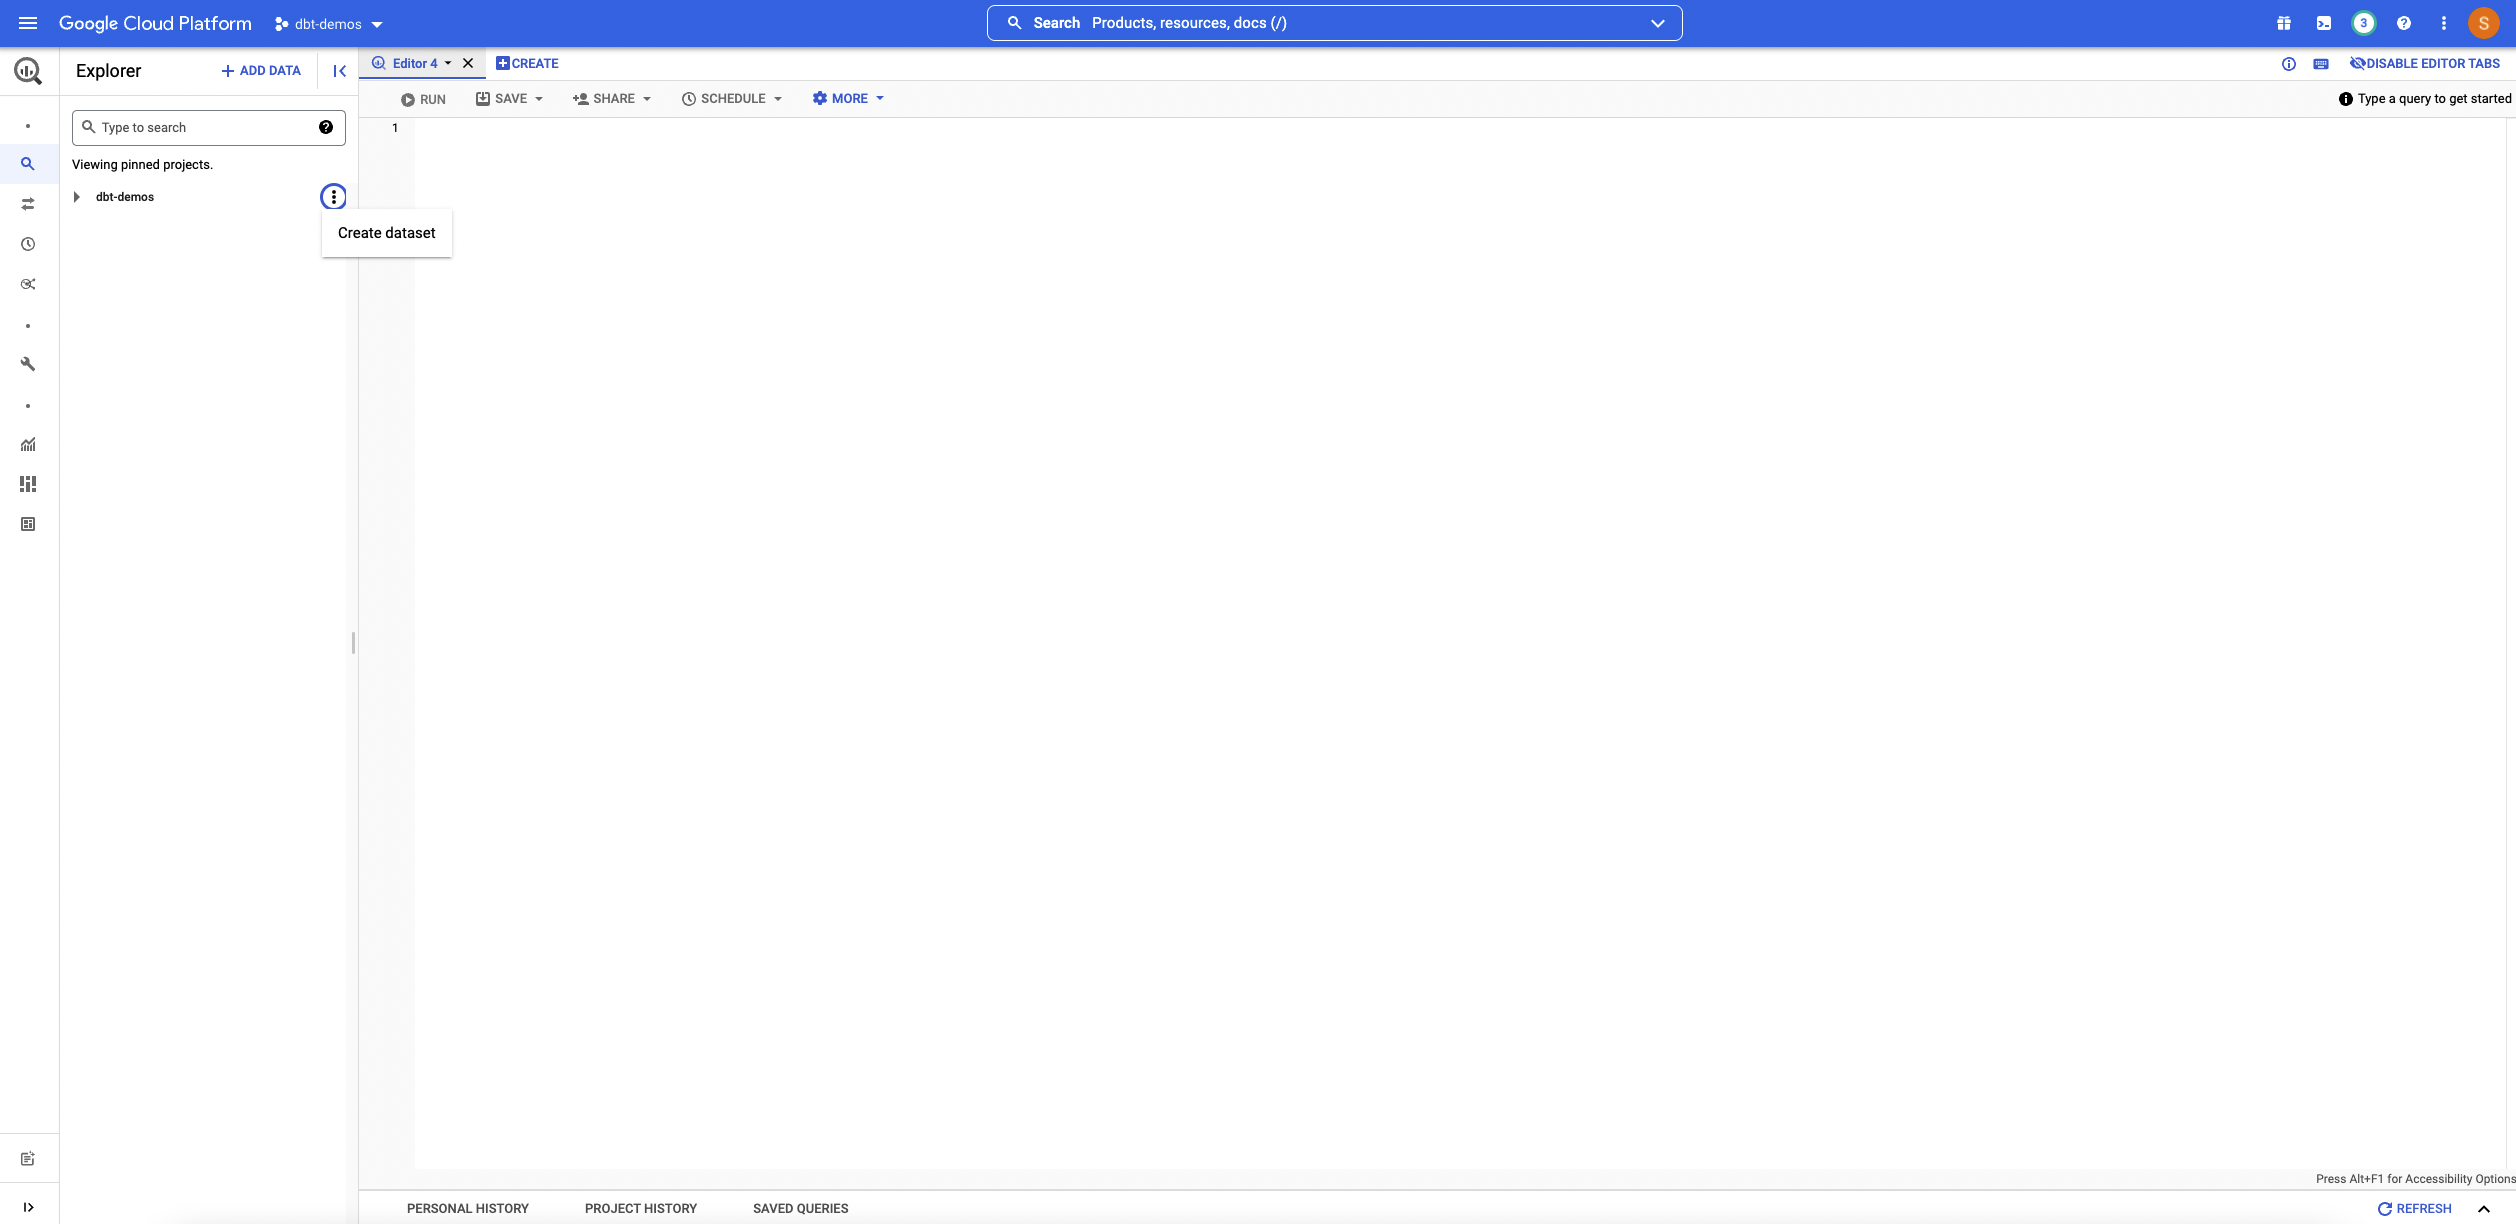 Google Cloud Platform
dbt-demos
Search Products, resources, docs (/)
3
S
Explorer
ADD DATA
Editor 4
CREATE
DISABLE EDITOR TABS
RUN
SAVE
SHARE
SCHEDULE
MORE
Type a query to get started
Type to search
1
Viewing pinned projects.
dbt-demos
Create dataset
Press Alt+F1 for Accessibility Options
PERSONAL HISTORY
PROJECT HISTORY
SAVED QUERIES
REFRESH